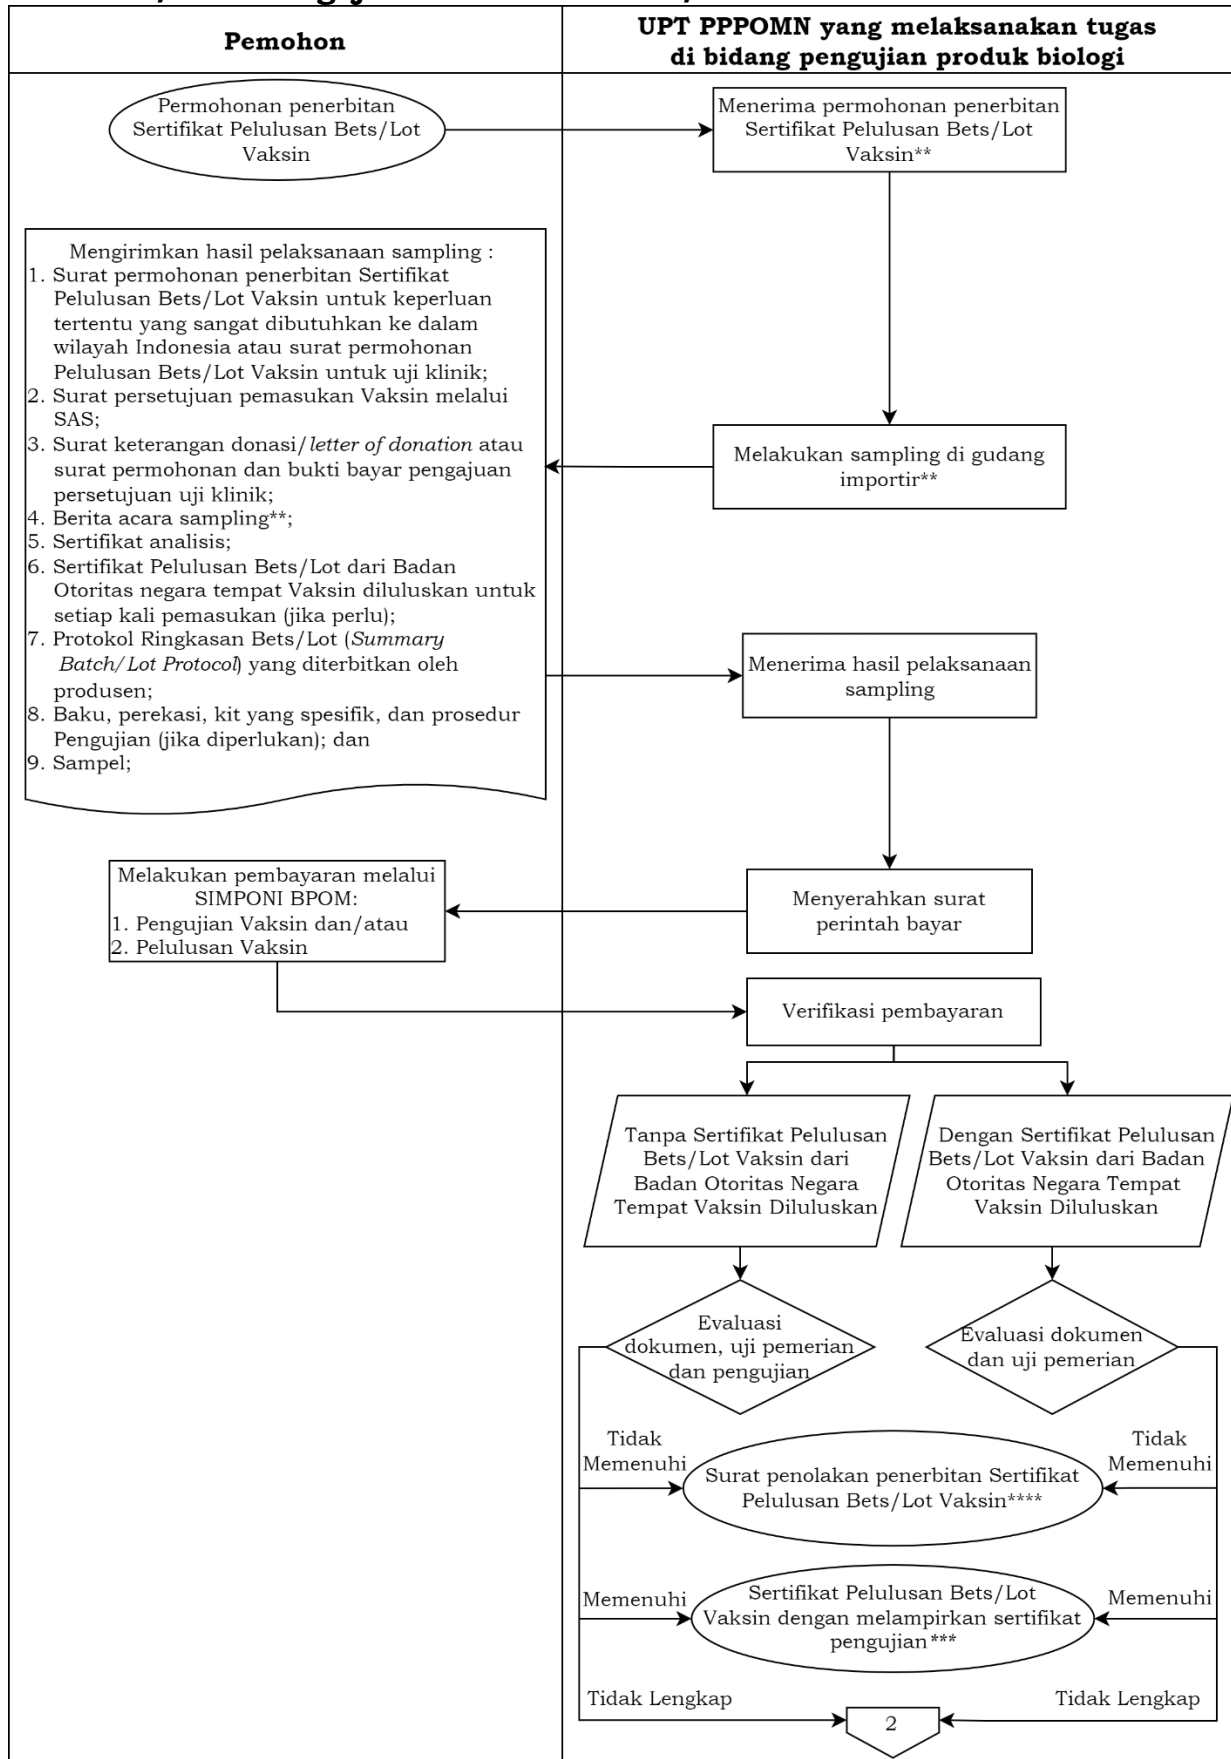 Pemohon
UPT PPPOMN yang melaksanakan tugas
di bidang pengujian produk biologi
Permohonan penerbitan
Sertifikat Pelulusan Bets/Lot
Vaksin
Menerima permohonan penerbitan
Sertifikat Pelulusan Bets/Lot
Vaksin**
Mengirimkan hasil pelaksanaan sampling :
1. Surat permohonan penerbitan Sertifikat
Pelulusan Bets/Lot Vaksin untuk keperluan
tertentu yang sangat dibutuhkan ke dalam
wilayah Indonesia atau surat permohonan
Pelulusan Bets/Lot Vaksin untuk uji klinik;
2. Surat persetujuan pemasukan Vaksin melalui
SAS;
3. Surat keterangan donasi/letter of donation atau
surat permohonan dan bukti bayar pengajuan
persetujuan uji klinik;
4. Berita acara sampling**;
5. Sertifikat analisis;
6. Sertifikat Pelulusan Bets/Lot dari Badan
Otoritas negara tempat Vaksin diluluskan untuk
setiap kali pemasukan (jika perlu);
7. Protokol Ringkasan Bets/Lot (Summary
Batch/Lot Protocol) yang diterbitkan oleh
produsen;
8. Baku, perekasi, kit yang spesifik, dan prosedur
Pengujian (jika diperlukan); dan
9. Sampel;
Melakukan sampling di gudang
importir**
Menerima hasil pelaksanaan
sampling
Menyerahkan surat
perintah bayar
Melakukan pembayaran melalui
SIMPONI BPOM:
1. Pengujian Vaksin dan/atau
2. Pelulusan Vaksin
Verifikasi pembayaran
Tanpa Sertifikat Pelulusan
Bets/Lot Vaksin dari
Badan Otoritas Negara
Tempat Vaksin Diluluskan
Dengan Sertifikat Pelulusan
Bets/Lot Vaksin dari Badan
Otoritas Negara Tempat
Vaksin Diluluskan
Evaluasi
dokumen, uji pemerian
dan pengujian
Evaluasi dokumen
dan uji pemerian
Tidak
Memenuhi
Surat penolakan penerbitan Sertifikat
Pelulusan Bets/Lot Vaksin****
Tidak
Memenuhi
Memenuhi
Sertifikat Pelulusan Bets/Lot
Vaksin dengan melampirkan sertifikat
pengujian***
Memenuhi
Tidak Lengkap
2
Tidak Lengkap